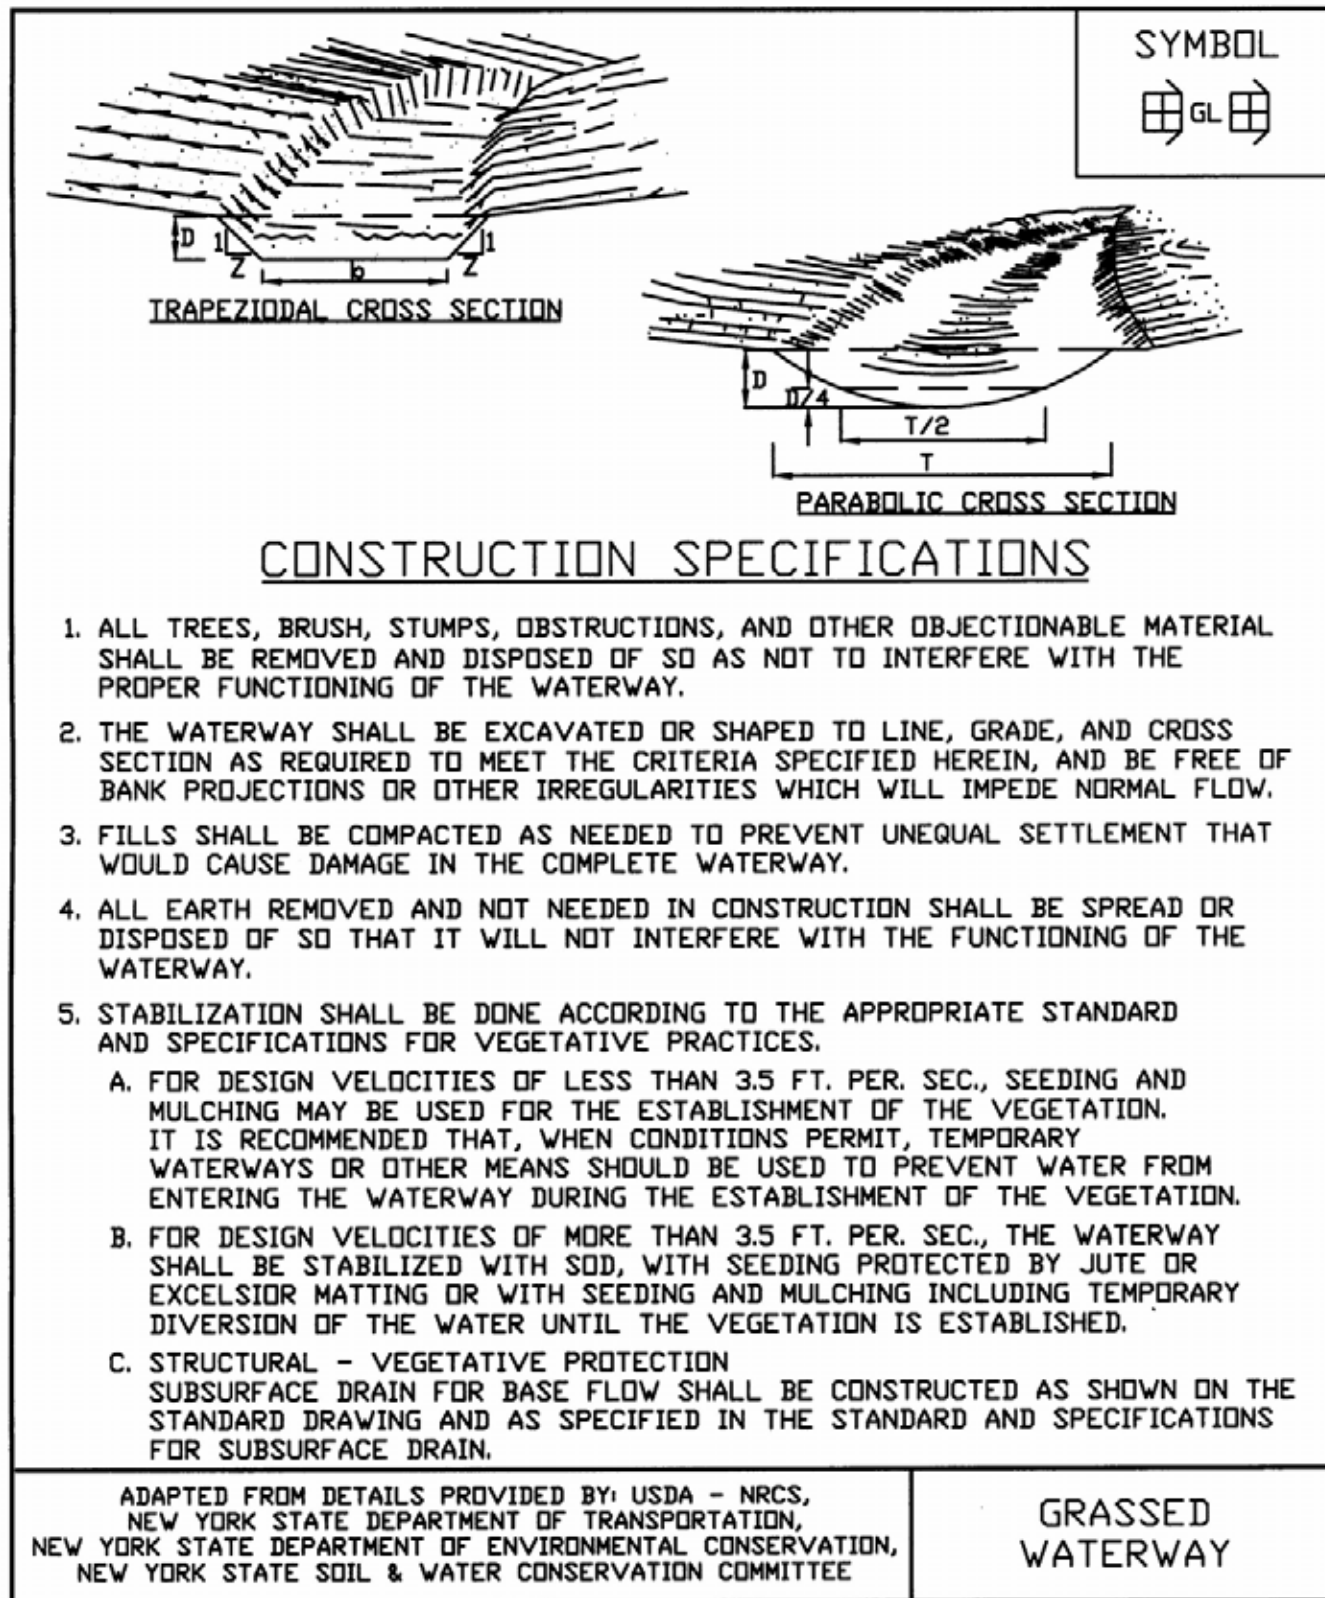 SYMBOL
GL
D
1
1
Z
b
Z
TRAPEZIODAL CROSS SECTION
D
D/4
T/2
T
PARABOLIC CROSS SECTION
CONSTRUCTION SPECIFICATIONS
1. ALL TREES, BRUSH, STUMPS, OBSTRUCTIONS, AND OTHER OBJECTIONABLE MATERIAL
SHALL BE REMOVED AND DISPOSED OF SO AS NOT TO INTERFERE WITH THE
PROPER FUNCTIONING OF THE WATERWAY.
2. THE WATERWAY SHALL BE EXCAVATED OR SHAPED TO LINE, GRADE, AND CROSS
SECTION AS REQUIRED TO MEET THE CRITERIA SPECIFIED HEREIN, AND BE FREE OF
BANK PROJECTIONS OR OTHER IRREGULARITIES WHICH WILL IMPEDE NORMAL FLOW.
3. FILLS SHALL BE COMPACTED AS NEEDED TO PREVENT UNEQUAL SETTLEMENT THAT
WOULD CAUSE DAMAGE IN THE COMPLETE WATERWAY.
4. ALL EARTH REMOVED AND NOT NEEDED IN CONSTRUCTION SHALL BE SPREAD OR
DISPOSED OF SO THAT IT WILL NOT INTERFERE WITH THE FUNCTIONING OF THE
WATERWAY.
5. STABILIZATION SHALL BE DONE ACCORDING TO THE APPROPRIATE STANDARD
AND SPECIFICATIONS FOR VEGETATIVE PRACTICES.
A. FOR DESIGN VELOCITIES OF LESS THAN 3.5 FT. PER. SEC., SEEDING AND
MULCHING MAY BE USED FOR THE ESTABLISHMENT OF THE VEGETATION.
IT IS RECOMMENDED THAT, WHEN CONDITIONS PERMIT, TEMPORARY
WATERWAYS OR OTHER MEANS SHOULD BE USED TO PREVENT WATER FROM
ENTERING THE WATERWAY DURING THE ESTABLISHMENT OF THE VEGETATION.
B. FOR DESIGN VELOCITIES OF MORE THAN 3.5 FT. PER. SEC., THE WATERWAY
SHALL BE STABILIZED WITH SOD, WITH SEEDING PROTECTED BY JUTE OR
EXCELSIOR MATTING OR WITH SEEDING AND MULCHING INCLUDING TEMPORARY
DIVERSION OF THE WATER UNTIL THE VEGETATION IS ESTABLISHED.
C. STRUCTURAL - VEGETATIVE PROTECTION
SUBSURFACE DRAIN FOR BASE FLOW SHALL BE CONSTRUCTED AS SHOWN ON THE
STANDARD DRAWING AND AS SPECIFIED IN THE STANDARD AND SPECIFICATIONS
FOR SUBSURFACE DRAIN.
ADAPTED FROM DETAILS PROVIDED BY: USDA - NRCS,
NEW YORK STATE DEPARTMENT OF TRANSPORTATION,
NEW YORK STATE DEPARTMENT OF ENVIRONMENTAL CONSERVATION,
NEW YORK STATE SOIL & WATER CONSERVATION COMMITTEE
GRASSED
WATERWAY